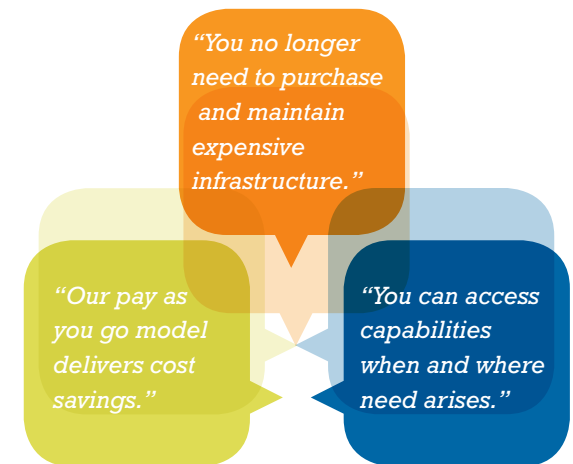 “You no longer
need to purchase
and maintain
expensive
infrastructure.”
“Our pay as
you go model
delivers cost
savings.”
“You can access
capabilities
when and where
need arises.”